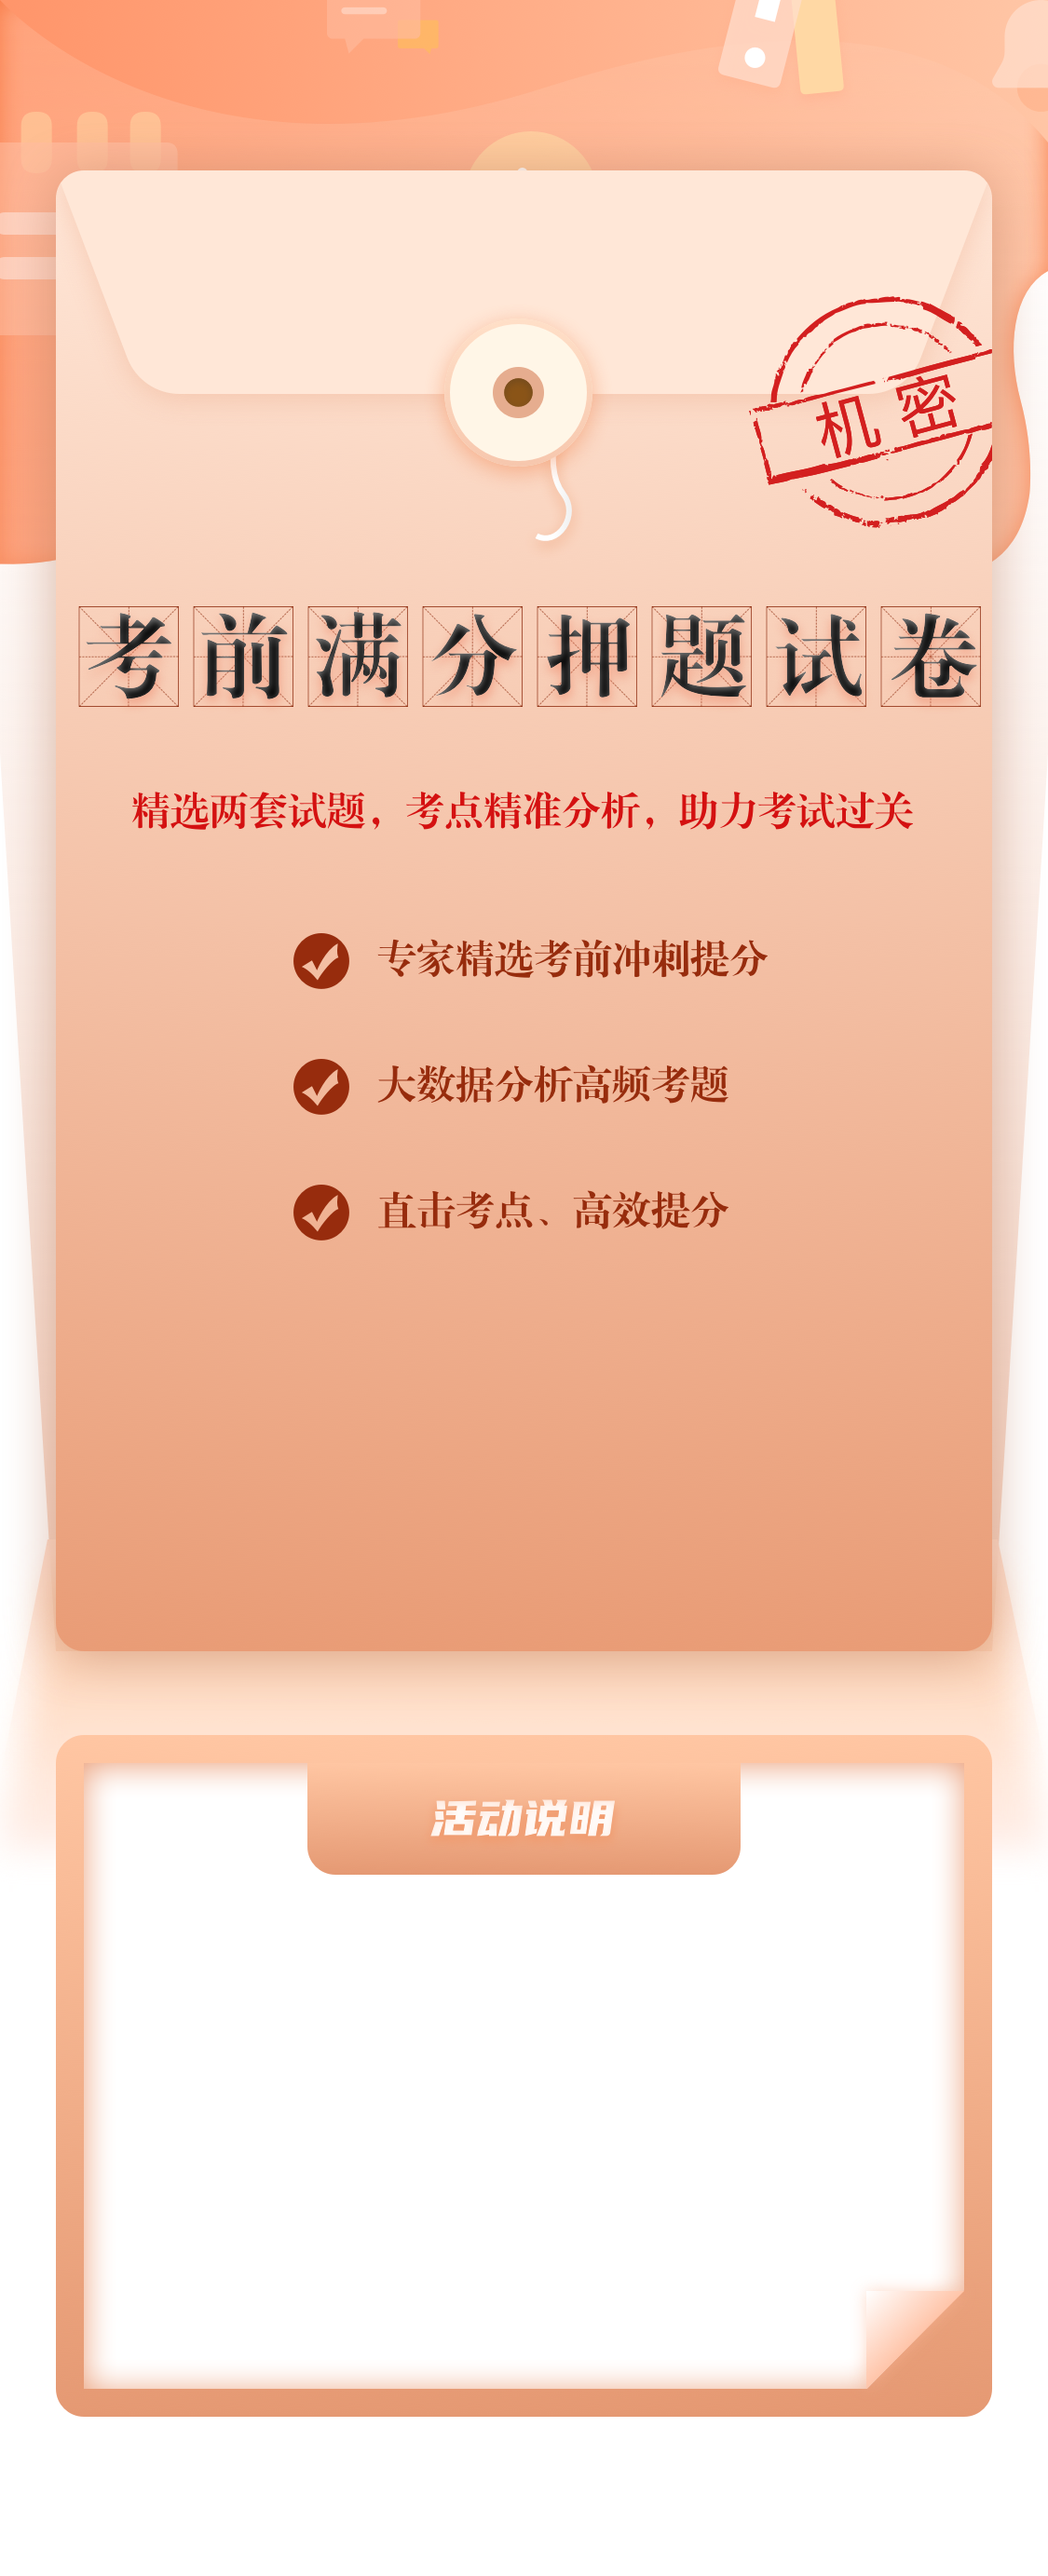 机密
考前满分押题试卷
精选两套试题，考点精准分析，助力考试过关
专家精选考前冲刺提分
大数据分析高频考题
直击考点、高效提分
活动说明